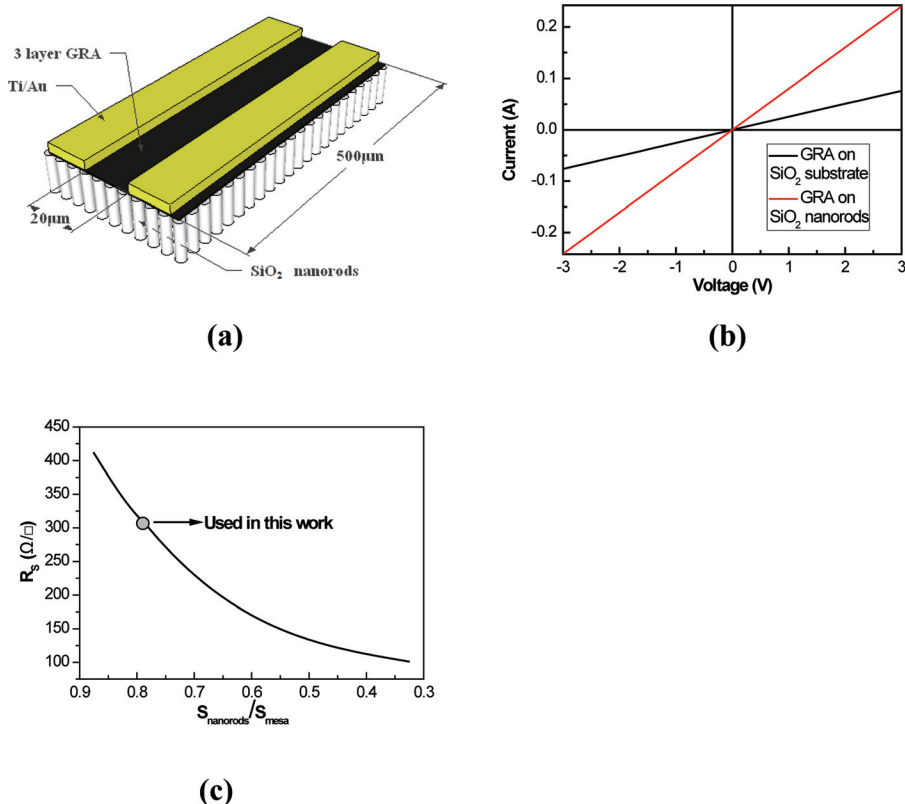 3 layer GRA
Ti/Au
500μm
20μm
SiO₂ nanorods
(a)
Current (A)
0.2
0.1
0.0
-0.1
-0.2
GRA on
SiO₂ substrate
GRA on
SiO₂ nanorods
-3 -2 -1 0 1 2 3
Voltage (V)
(b)
R_S (Ω/□)
450
400
350
300
250
200
150
100
Used in this work
0.9 0.8 0.7 0.6 0.5 0.4 0.3
S_nanorods/S_mesa
(c)